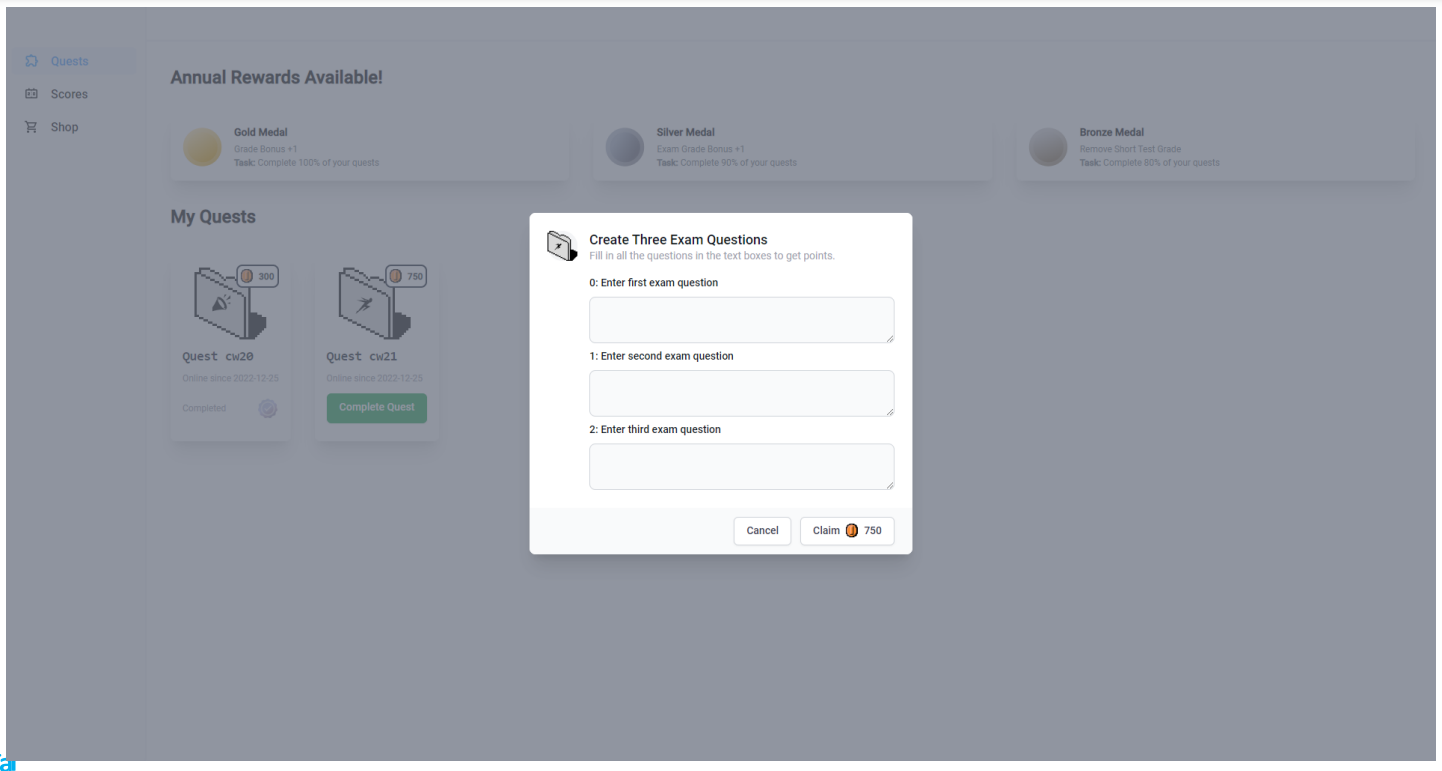 Quests
Scores
Shop
Annual Rewards Available!
Gold Medal
Grade Bonus +1
Task: Complete 100% of your quests
Silver Medal
Exam Grade Bonus +1
Task: Complete 90% of your quests
Bronze Medal
Remove Short Test Grade
Task: Complete 80% of your quests
My Quests
300
Quest cw20
Online since 2022-12-25
Completed
750
Quest cw21
Online since 2022-12-25
Complete Quest
Create Three Exam Questions
Fill in all the questions in the text boxes to get points.
0: Enter first exam question
1: Enter second exam question
2: Enter third exam question
Cancel
Claim 750